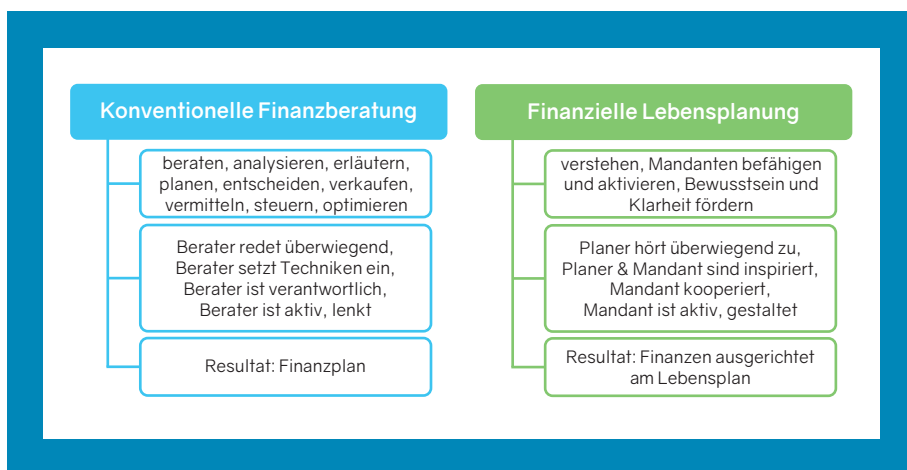 Konventionelle Finanzberatung
beraten, analysieren, erläutern,
planen, entscheiden, verkaufen,
vermitteln, steuern, optimieren
Berater redet überwiegend,
Berater setzt Techniken ein,
Berater ist verantwortlich,
Berater ist aktiv, lenkt
Resultat: Finanzplan
Finanzielle Lebensplanung
verstehen, Mandanten befähigen
und aktivieren, Bewusstsein und
Klarheit fördern
Planer hört überwiegend zu,
Planer & Mandant sind inspiriert,
Mandant kooperiert,
Mandant ist aktiv, gestaltet
Resultat: Finanzen ausgerichtet
am Lebensplan